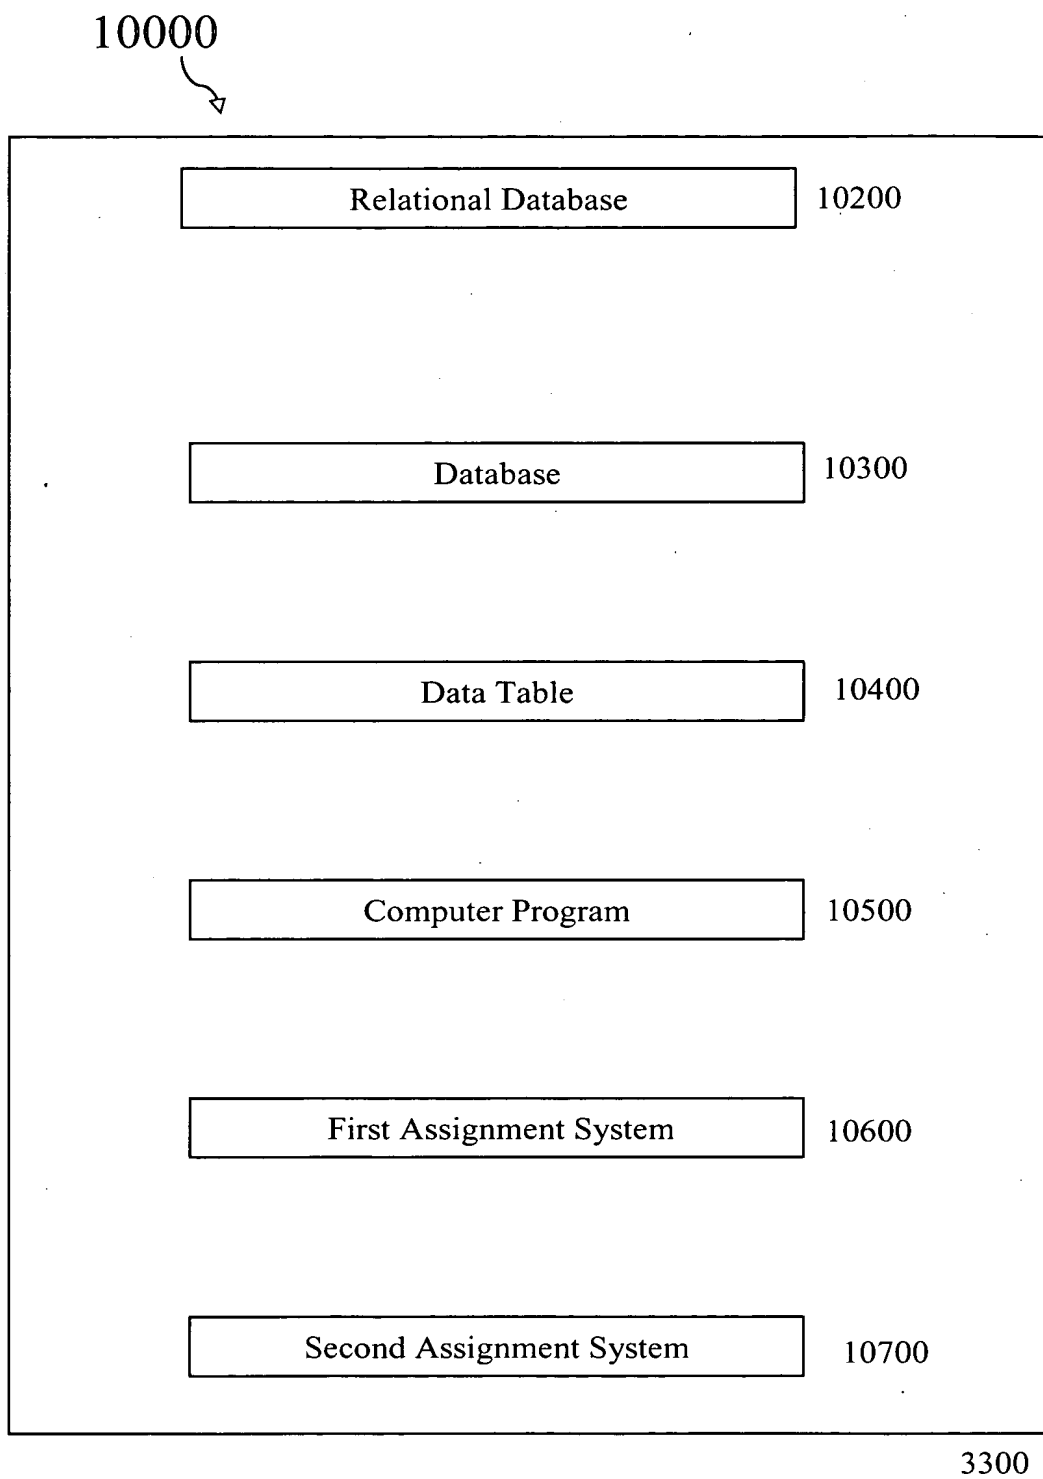 10000
Relational Database 10200
Database 10300
Data Table 10400
Computer Program 10500
First Assignment System 10600
Second Assignment System 10700
3300